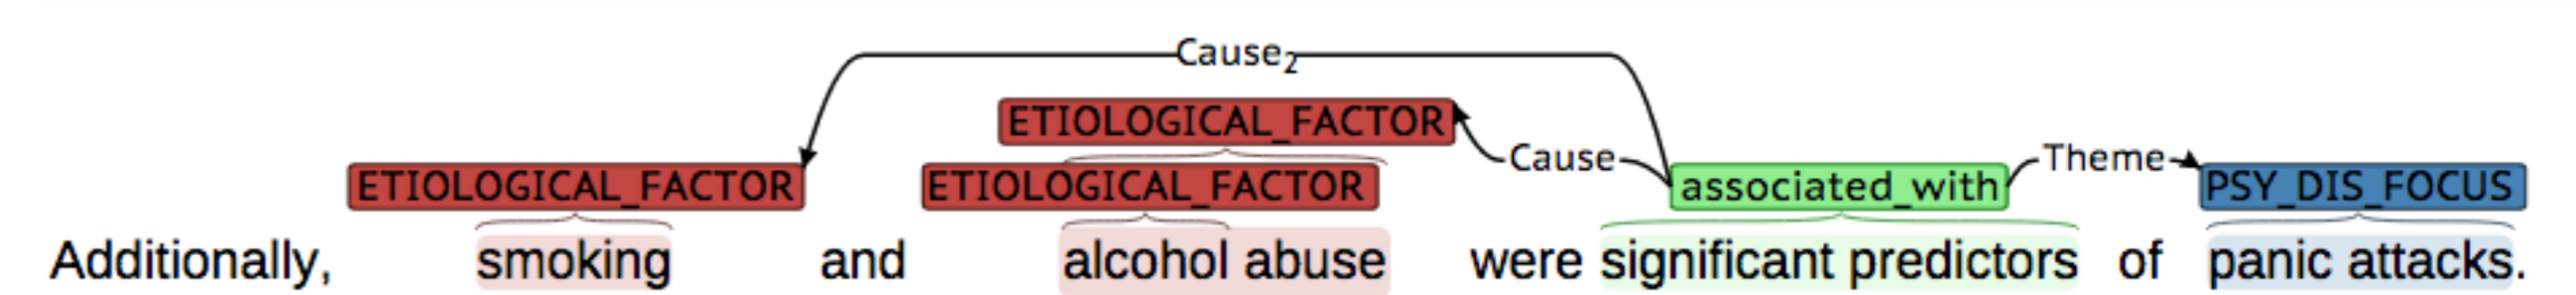 Cause2
ETIOLOGICAL_FACTOR
Cause Theme
ETIOLOGICAL_FACTOR ETIOLOGICAL_FACTOR associated_with PSY_DIS_FOCUS
Additionally, smoking and alcohol abuse were significant predictors of panic attacks.